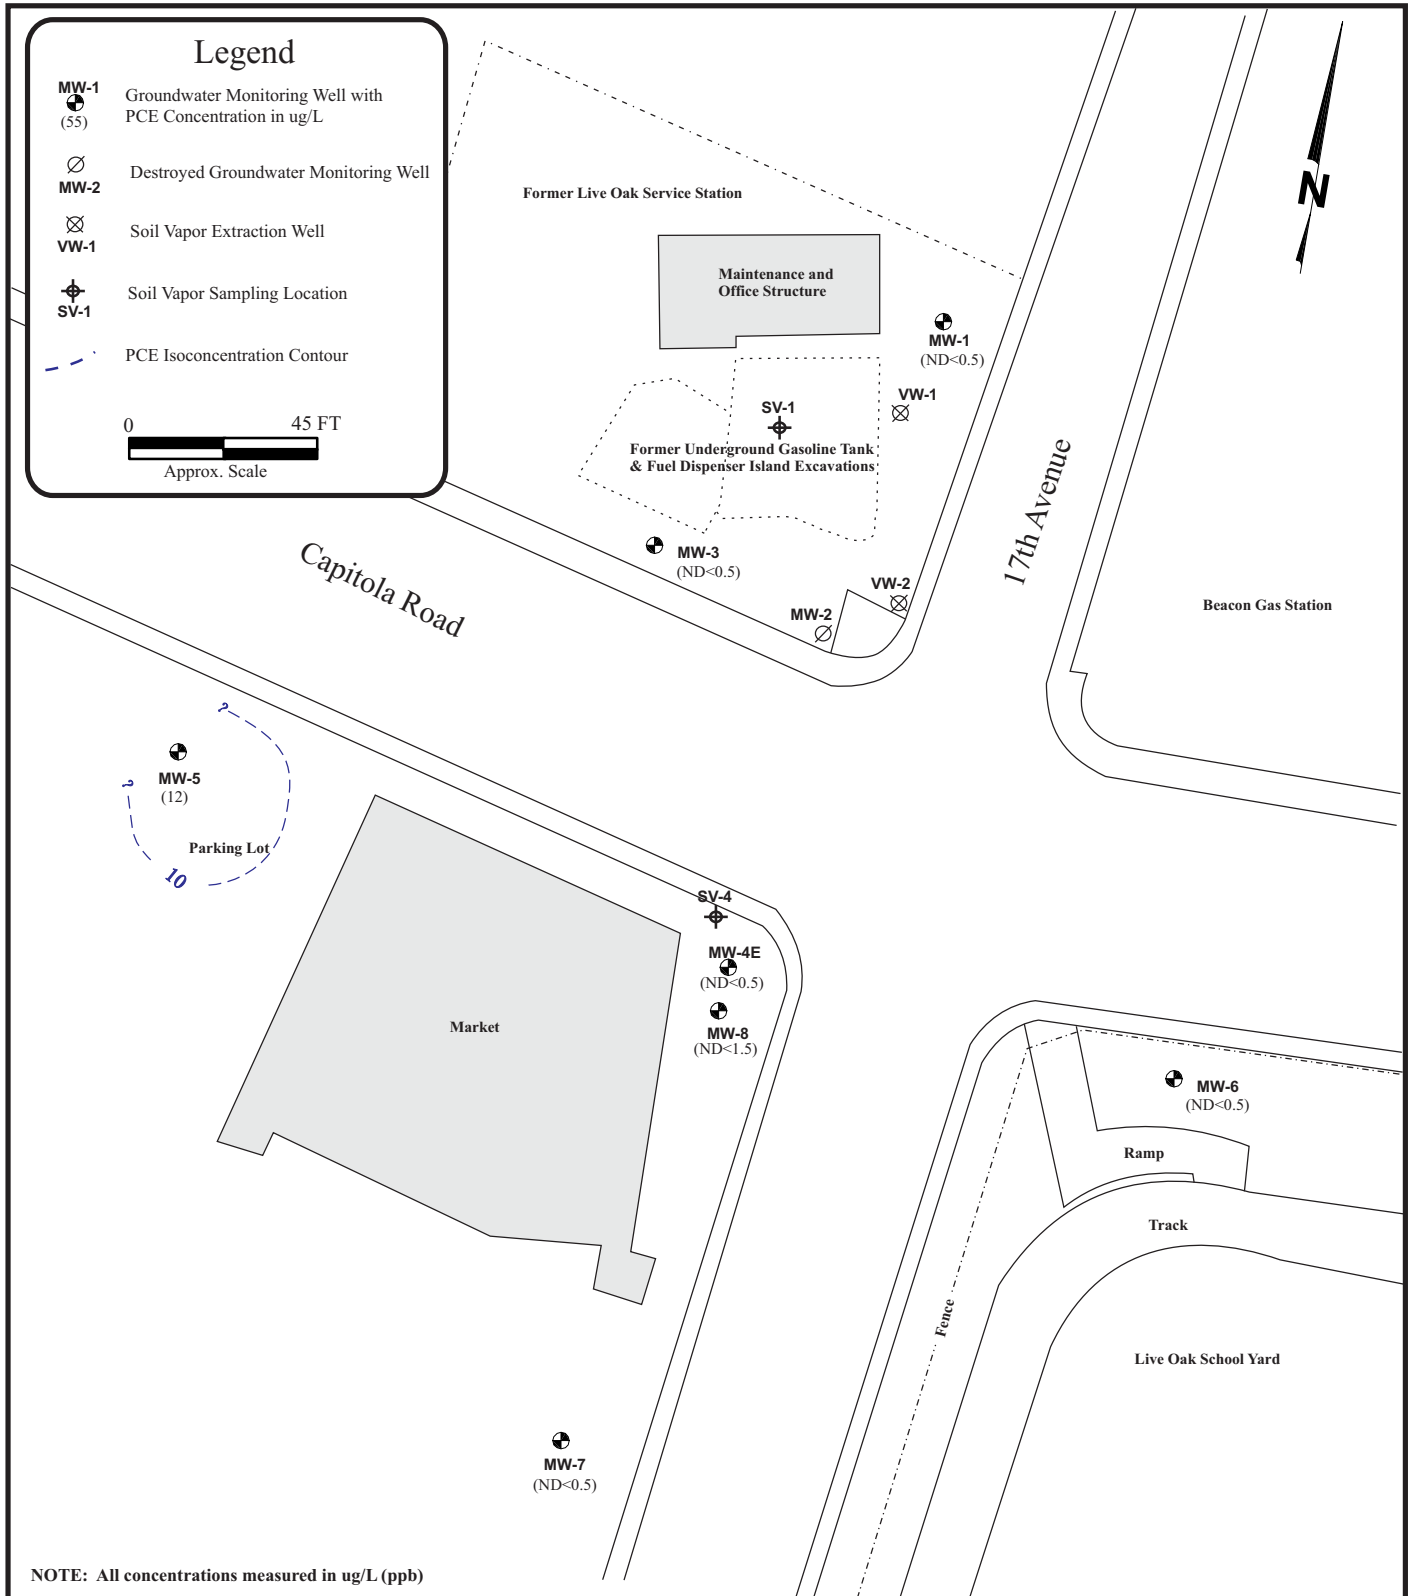 Legend
MW-1
(55)
Groundwater Monitoring Well with
PCE Concentration in ug/L
MW-2
Destroyed Groundwater Monitoring Well
VW-1
Soil Vapor Extraction Well
SV-1
Soil Vapor Sampling Location
PCE Isoconcentration Contour
0 45 FT
Approx. Scale
N
Former Live Oak Service Station
Maintenance and
Office Structure
MW-1
(ND<0.5)
VW-1
SV-1
Former Underground Gasoline Tank
& Fuel Dispenser Island Excavations
17th Avenue
MW-3
(ND<0.5)
Capitola Road
VW-2
MW-2
Beacon Gas Station
?
?
MW-5
(12)
Parking Lot
10
SV-4
MW-4E
(ND<0.5)
MW-8
(ND<1.5)
Market
MW-6
(ND<0.5)
Ramp
Track
Fence
Live Oak School Yard
MW-7
(ND<0.5)
NOTE: All concentrations measured in ug/L (ppb)